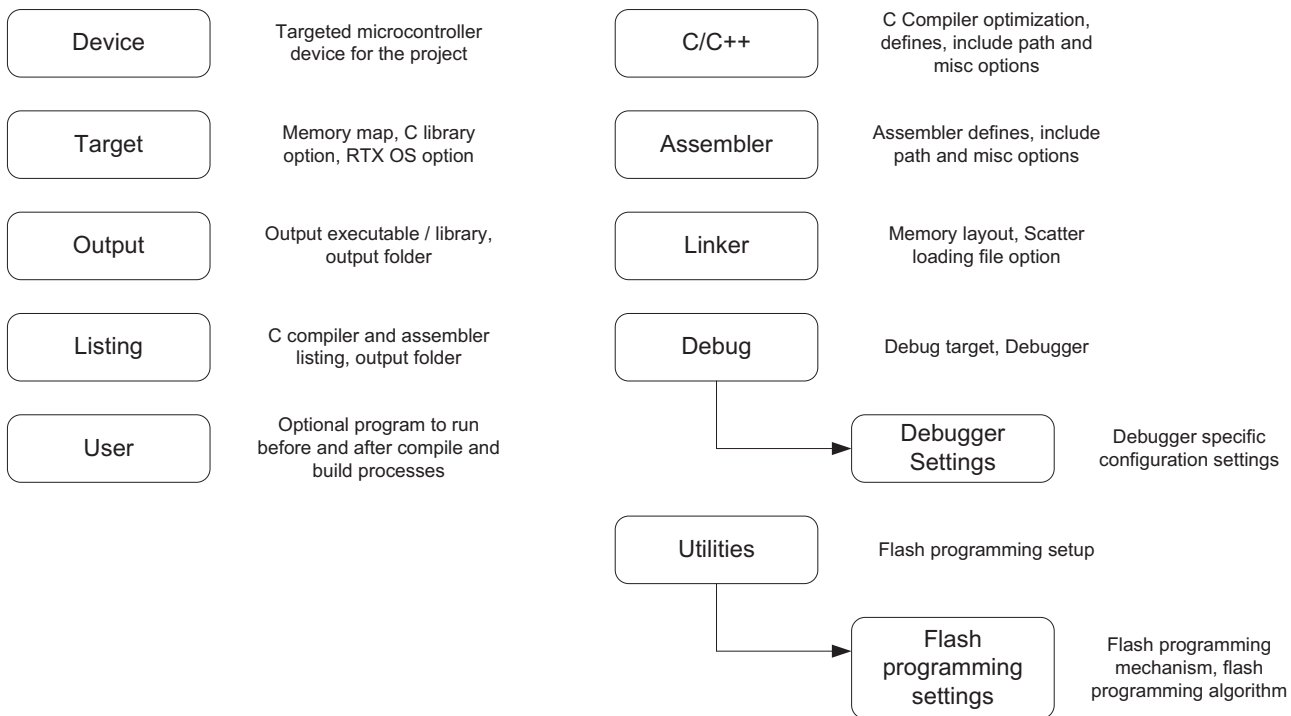 Device
Targeted microcontroller
device for the project
Target
Memory map, C library
option, RTX OS option
Output
Output executable / library,
output folder
Listing
C compiler and assembler
listing, output folder
User
Optional program to run
before and after compile and
build processes
C/C++
C Compiler optimization,
defines, include path and
misc options
Assembler
Assembler defines, include
path and misc options
Linker
Memory layout, Scatter
loading file option
Debug
Debug target, Debugger
Debugger
Settings
Debugger specific
configuration settings
Utilities
Flash programming setup
Flash
programming
settings
Flash programming
mechanism, flash
programming algorithm